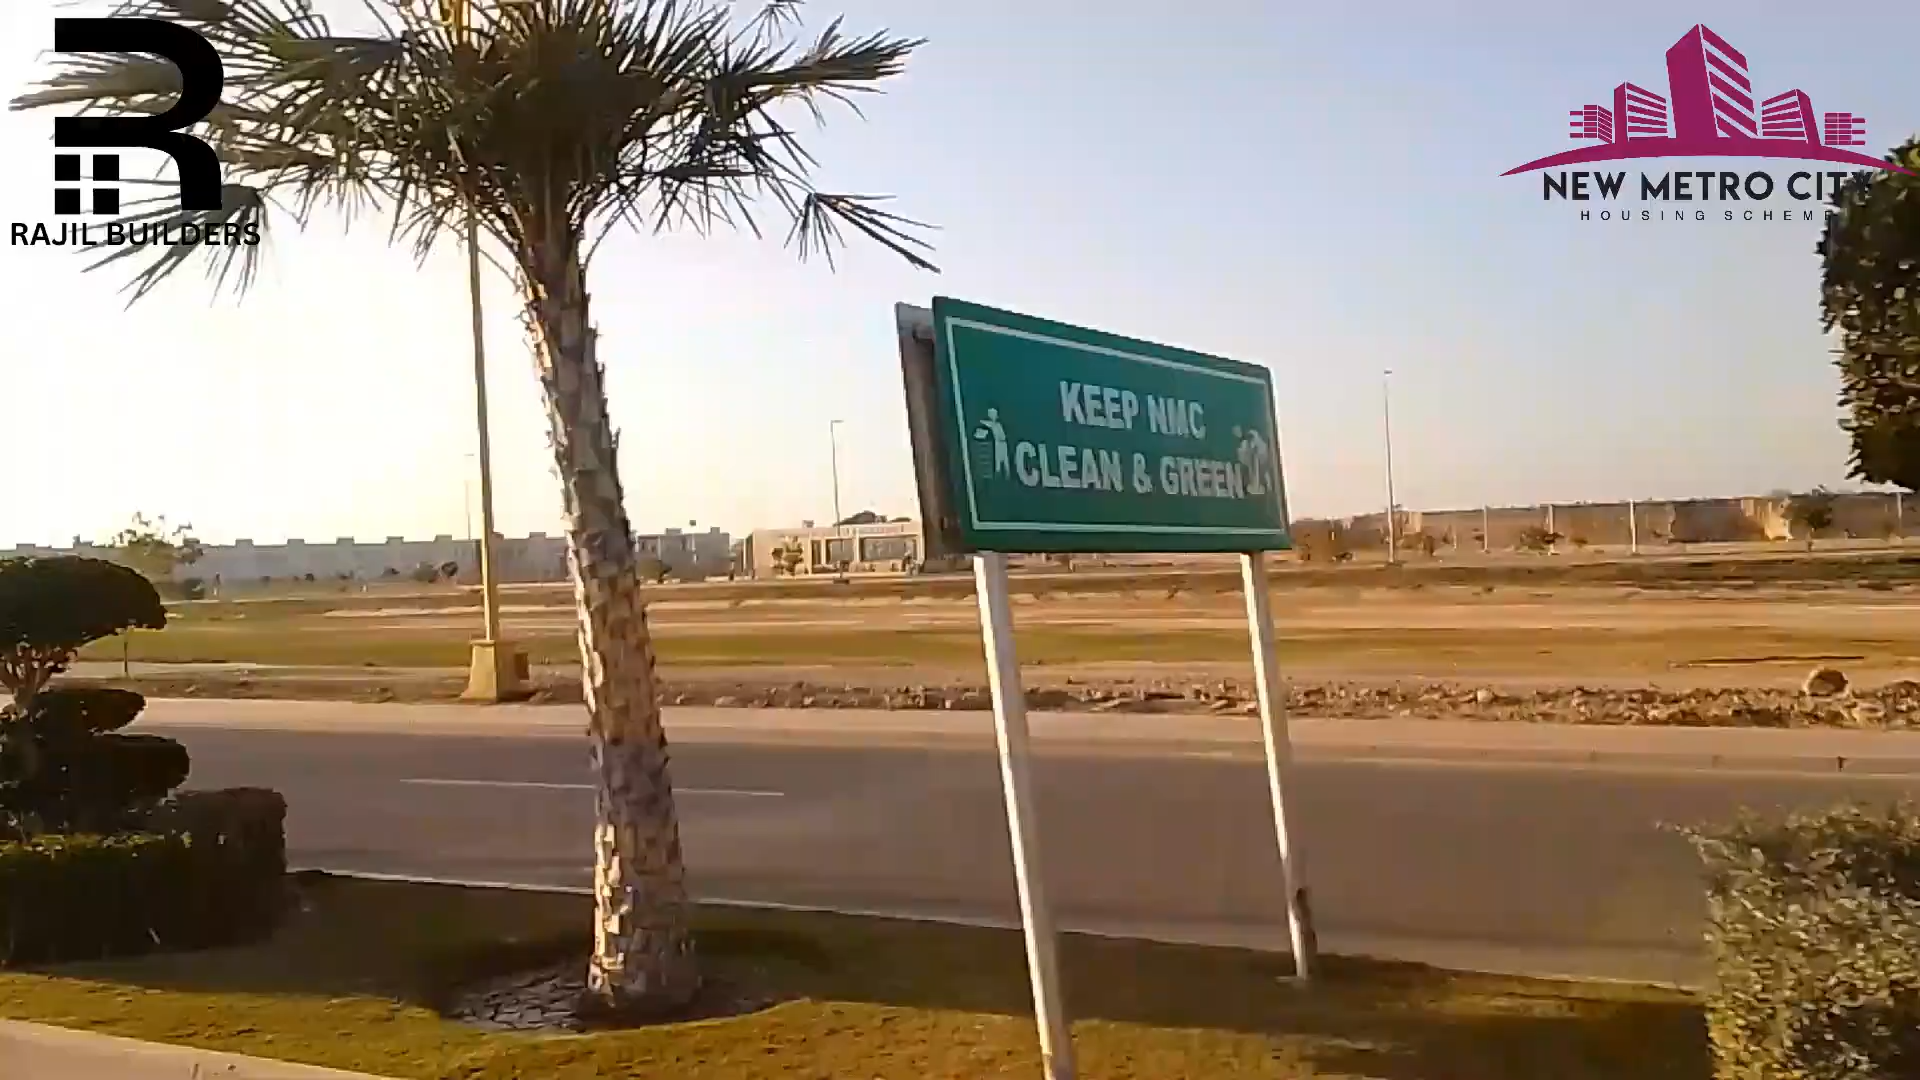 RAJIL BUILDERS
NEW METRO CITY
HOUSING SCHEME
KEEP NMC
CLEAN & GREEN